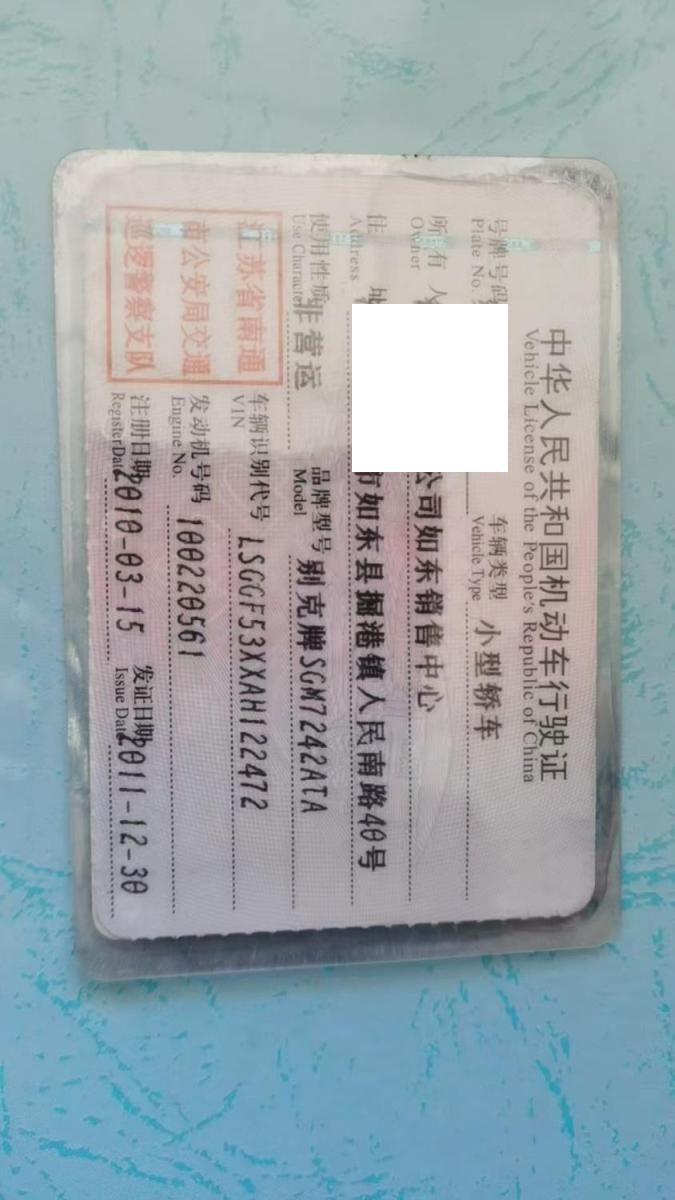 中华人民共和国机动车行驶证
Vehicle License of the People's Republic of China
号牌号码
Plate No.
车辆类型 小型轿车
Vehicle Type
所有人 公司如东销售中心
Owner
住 地 市如东县掘港镇人民南路40号
Address
使用性质 非营运 品牌型号 别克牌SGM7242ATA
Use Character Model
江苏省南通
市公安局交通
巡逻警察支队
车辆识别代号 LSGGF53XXAH122472
VIN
发动机号码 100220561
Engine No.
注册日期 2010-03-15 发证日期 2011-12-30
Register Date Issue Date